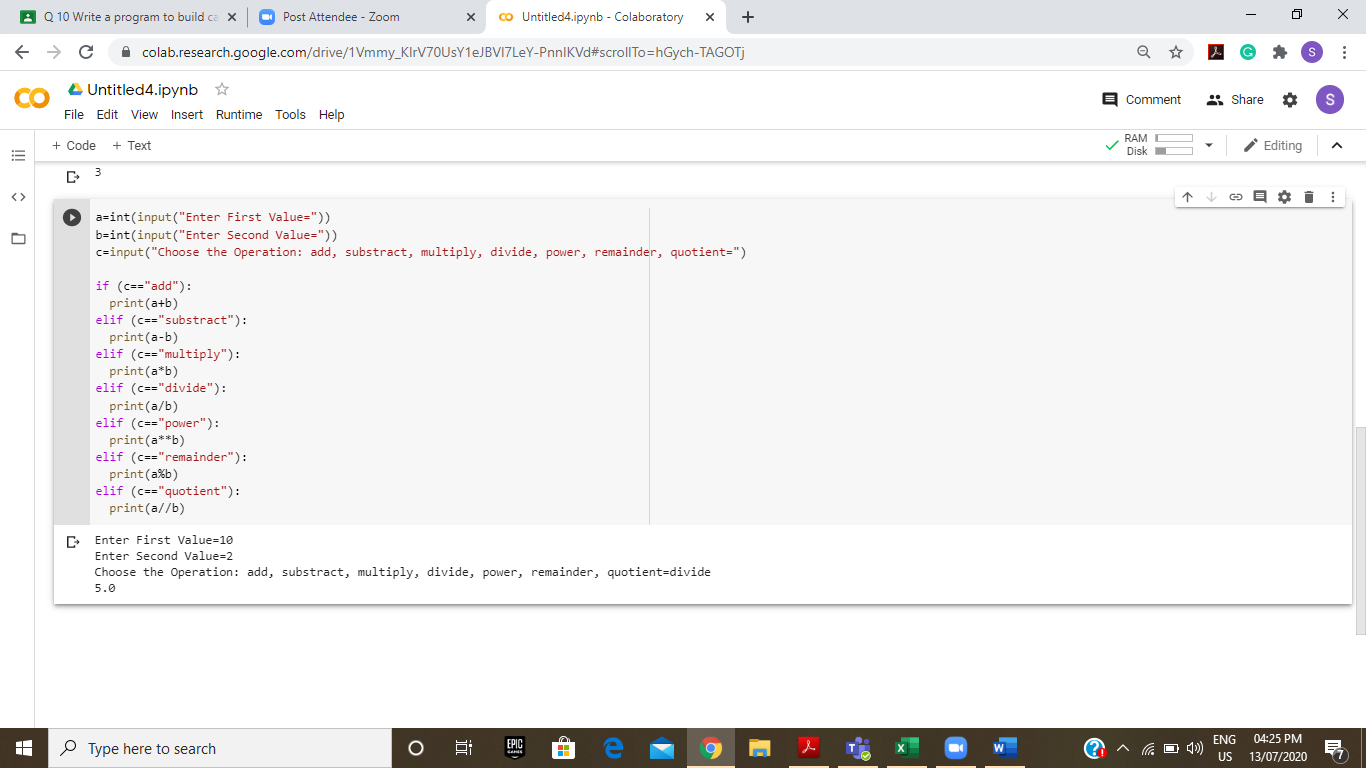 Q 10 Write a program to build ca
Post Attendee - Zoom
Untitled4.ipynb - Colaboratory
colab.research.google.com/drive/1Vmmy_KlrV70UsY1eJBVI7LeY-PnnIKVd#scrollTo=hGych-TAGOTj
S
Untitled4.ipynb
File Edit View Insert Runtime Tools Help
Comment
Share
S
+ Code + Text
RAM
Disk
Editing
3
a=int(input("Enter First Value="))
b=int(input("Enter Second Value="))
c=input("Choose the Operation: add, substract, multiply, divide, power, remainder, quotient=")
if (c=="add"):
  print(a+b)
elif (c=="substract"):
  print(a-b)
elif (c=="multiply"):
  print(a*b)
elif (c=="divide"):
  print(a/b)
elif (c=="power"):
  print(a**b)
elif (c=="remainder"):
  print(a%b)
elif (c=="quotient"):
  print(a//b)
Enter First Value=10
Enter Second Value=2
Choose the Operation: add, substract, multiply, divide, power, remainder, quotient=divide
5.0
Type here to search
EPIC
GAMES
ENG
US
04:25 PM
13/07/2020
7